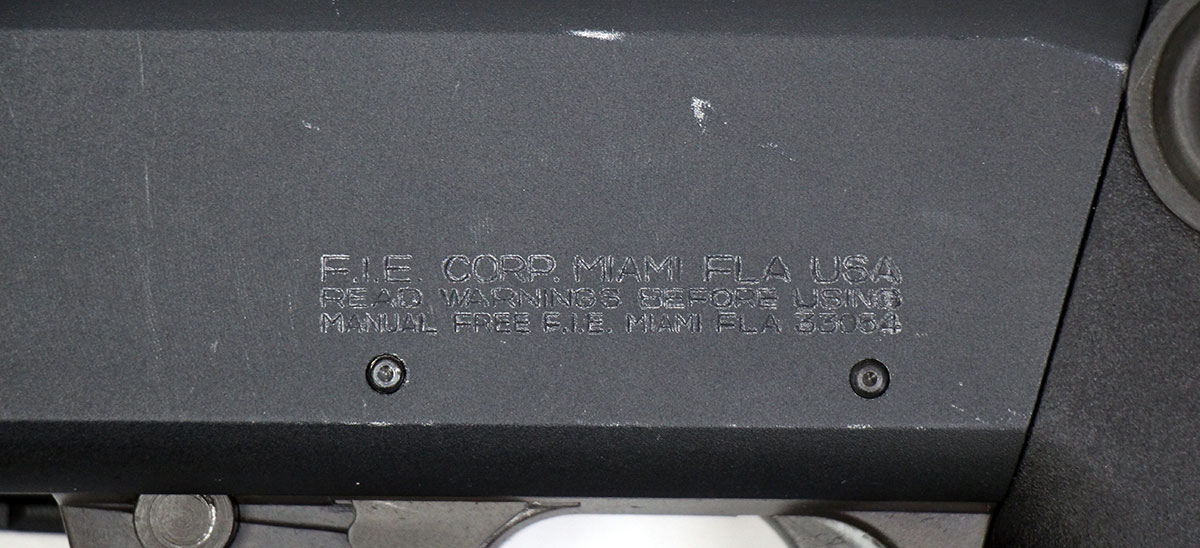 F.I.E. CORP. MIAMI FLA USA
READ WARNINGS BEFORE USING
MANUAL FREE F.I.E. MIAMI FLA 33054